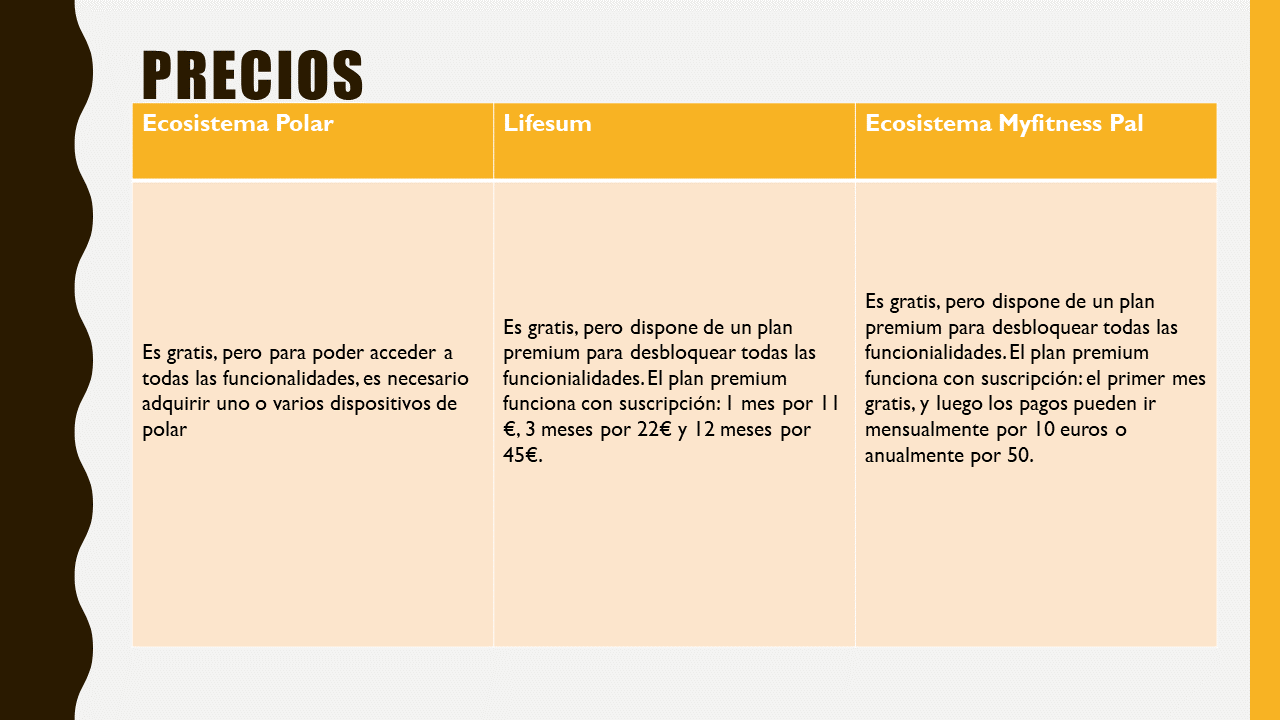 PRECIOS
Ecosistema Polar
Lifesum
Ecosistema Myfitness Pal
Es gratis, pero para poder acceder a
todas las funcionalidades, es necesario
adquirir uno o varios dispositivos de
polar
Es gratis, pero dispone de un plan
premium para desbloquear todas las
funcionialidades. El plan premium
funciona con suscripción: 1 mes por 11
€, 3 meses por 22€ y 12 meses por
45€.
Es gratis, pero dispone de un plan
premium para desbloquear todas las
funcionialidades. El plan premium
funciona con suscripción: el primer mes
gratis, y luego los pagos pueden ir
mensualmente por 10 euros o
anualmente por 50.